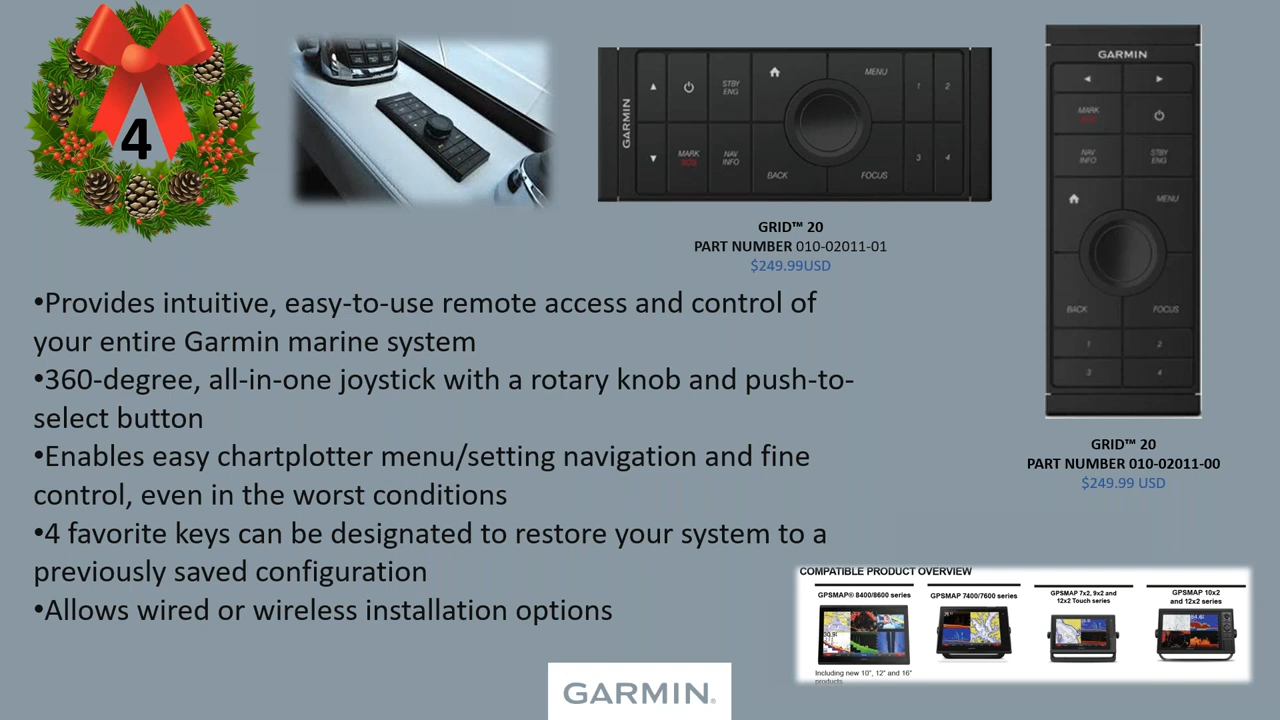 4
GARMIN
STBY
ENG
MENU
1
2
MARK
SOS
NAV
INFO
3
4
BACK
FOCUS
GRID™ 20
PART NUMBER 010-02011-01
$249.99USD
GARMIN
MARK
SOS
NAV
INFO
STBY
ENG
MENU
BACK
FOCUS
1
2
3
4
GRID™ 20
PART NUMBER 010-02011-00
$249.99 USD
•Provides intuitive, easy-to-use remote access and control of
your entire Garmin marine system
•360-degree, all-in-one joystick with a rotary knob and push-to-
select button
•Enables easy chartplotter menu/setting navigation and fine
control, even in the worst conditions
•4 favorite keys can be designated to restore your system to a
previously saved configuration
•Allows wired or wireless installation options
COMPATIBLE PRODUCT OVERVIEW
GPSMAP® 8400/8600 series
GPSMAP 7400/7600 series
GPSMAP 7x2, 9x2 and
12x2 Touch series
GPSMAP 10x2
and 12x2 series
Including new 10", 12" and 16"
products
GARMIN®